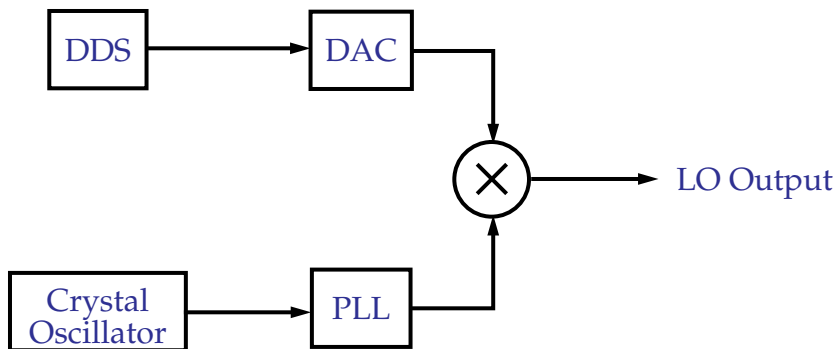 DDS
DAC
LO Output
Crystal
Oscillator
PLL